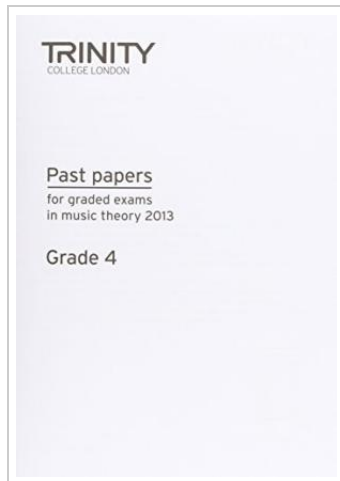 TRINITY
COLLEGE LONDON
Past papers
for graded exams
in music theory 2013
Grade 4